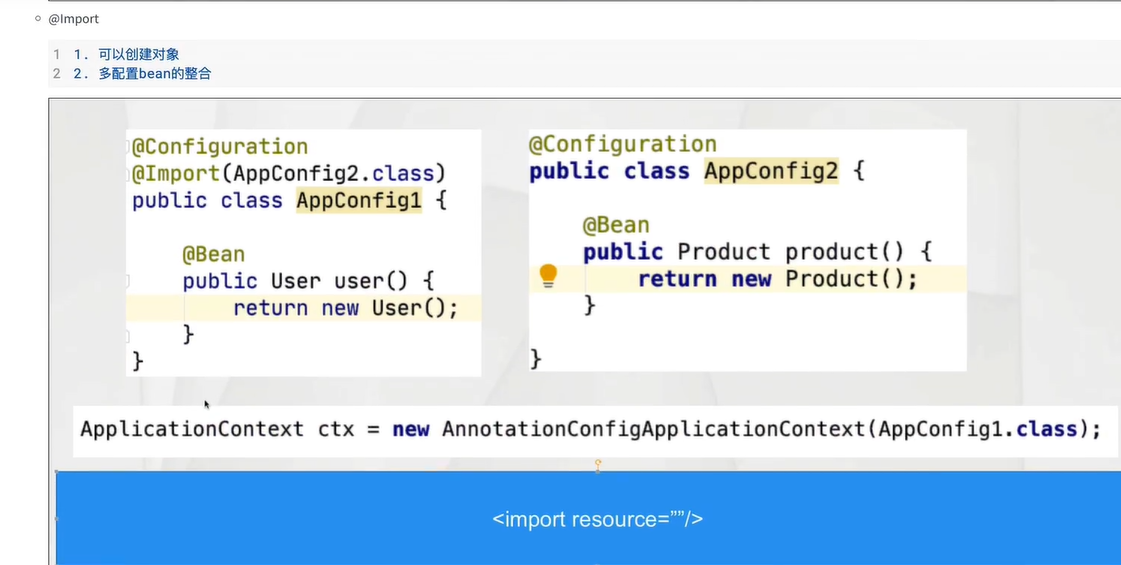 @Import
1 1. 可以创建对象
2 2. 多配置bean的整合
@Configuration
@Import(AppConfig2.class)
public class AppConfig1 {
@Bean
public User user() {
return new User();
}
}
@Configuration
public class AppConfig2 {
@Bean
public Product product() {
return new Product();
}
}
ApplicationContext ctx = new AnnotationConfigApplicationContext(AppConfig1.class);
<import resource=””/>